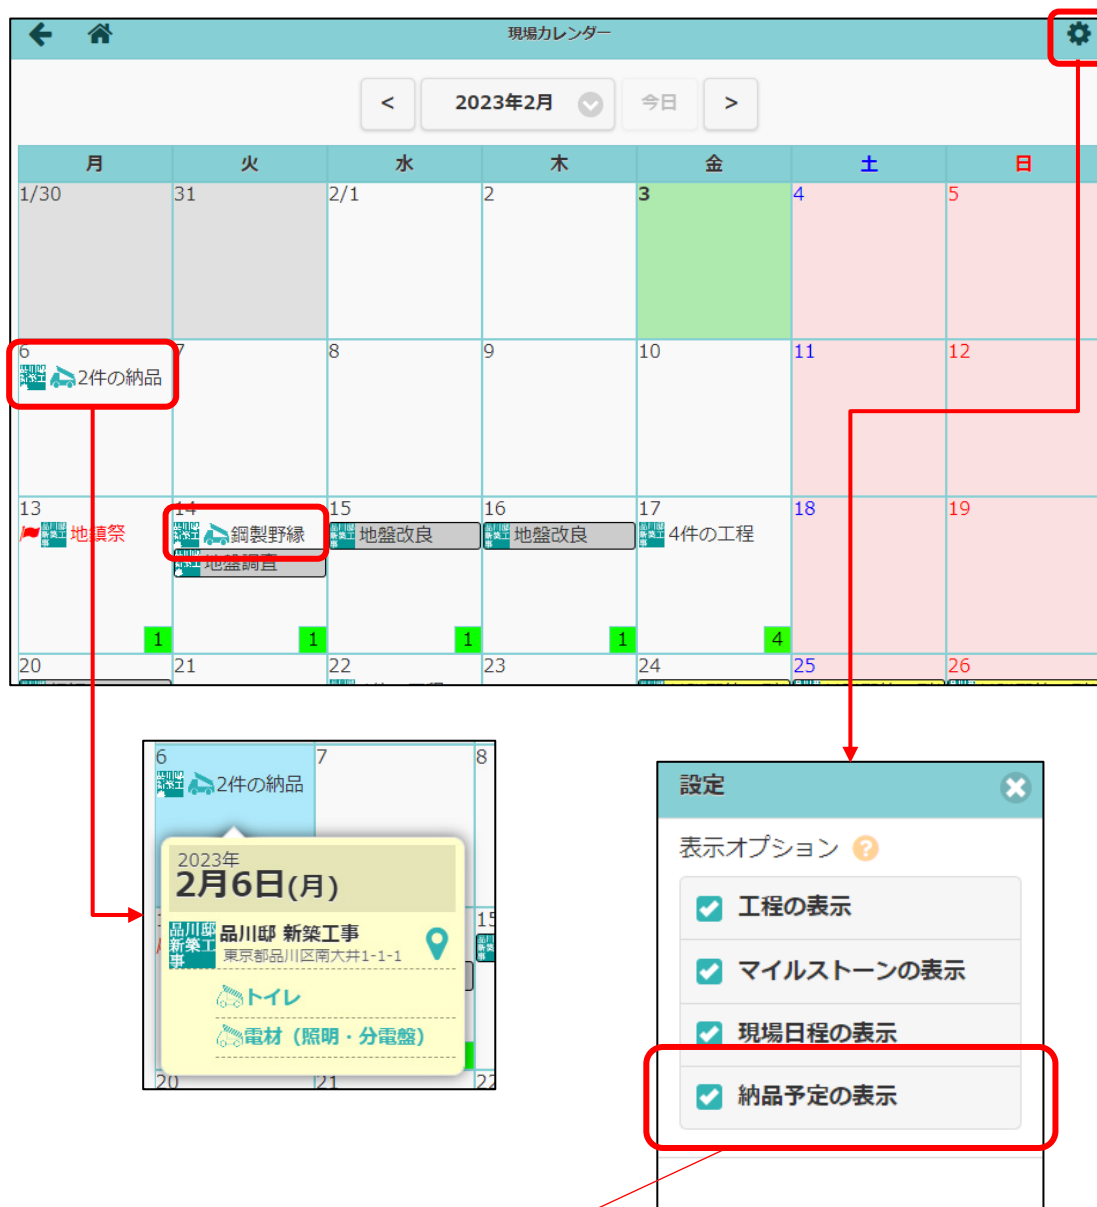 現場カレンダー
< 2023年2月 今日 >
月 火 水 木 金 土 日
1/30 31 2/1 2 3 4 5
6 7 8 9 10 11 12
2件の納品
13 14 15 16 17 18 19
地鎮祭 鋼製野縁 地盤改良 地盤改良 4件の工程
地盤調査
1 1 1 1 4
20 21 22 23 24 25 26
6 7 8
2件の納品
2023年
2月6日(月)
15
品川邸 新築工事 品川邸 新築工事
東京都品川区南大井1-1-1
トイレ
電材（照明・分電盤）
20 21 22
設定
表示オプション ?
工程の表示
マイルストーンの表示
現場日程の表示
納品予定の表示